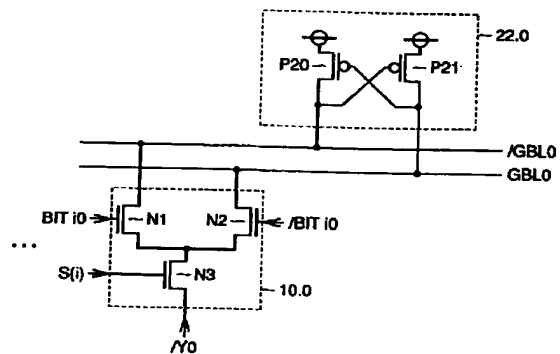 22.0
P20
P21
/GBL0
GBL0
BIT i0
N1
N2
/BIT i0
...
S(i)
N3
10.0
/Y0